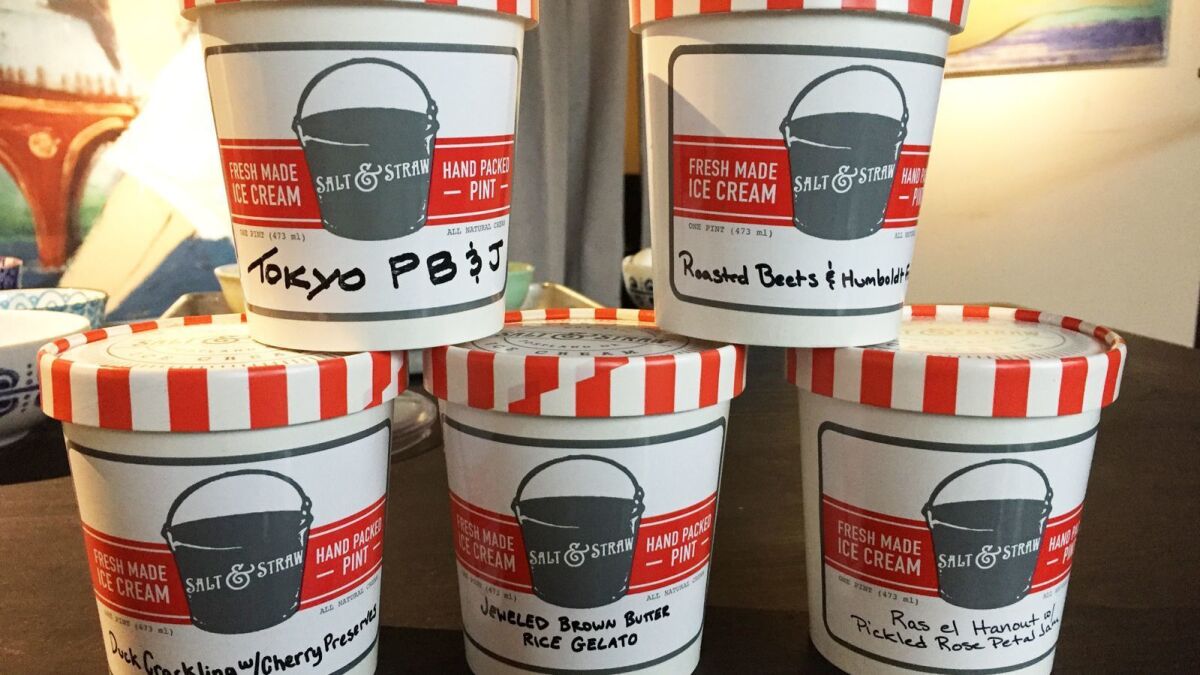 FRESH MADE
ICE CREAM
SALT & STRAW
HAND PACKED
— PINT —
ONE PINT (473 ml)
ALL NATURAL CREAM
TOKYO PB & J
FRESH MADE
ICE CREAM
SALT & STRAW
HAND
ONE PINT (473 ml)
ALL
Roasted Beets & Humboldt
FRESH MADE
ICE CREAM
SALT & STRAW
HAND PACKED
— PINT —
ONE PINT (473 ml)
ALL NATURAL CREAM
Duck Crackling w/ Cherry Preserves
FRESH MADE
ICE CREAM
SALT & STRAW
HAND PACKED
— PINT —
ONE PINT (473 ml)
ALL NATURAL CREAM
JEWELED BROWN BUTTER
RICE GELATO
FRESH MADE
ICE CREAM
SALT & STRAW
HAND PACKED
— PINT —
ONE PINT (473 ml)
ALL NATURAL
Ras el Hanout w/
Pickled Rose Petal Jam